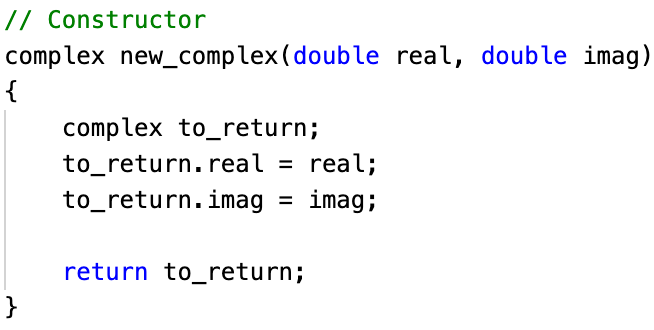 // Constructor
complex new_complex(double real, double imag)
{
    complex to_return;
    to_return.real = real;
    to_return.imag = imag;

    return to_return;
}